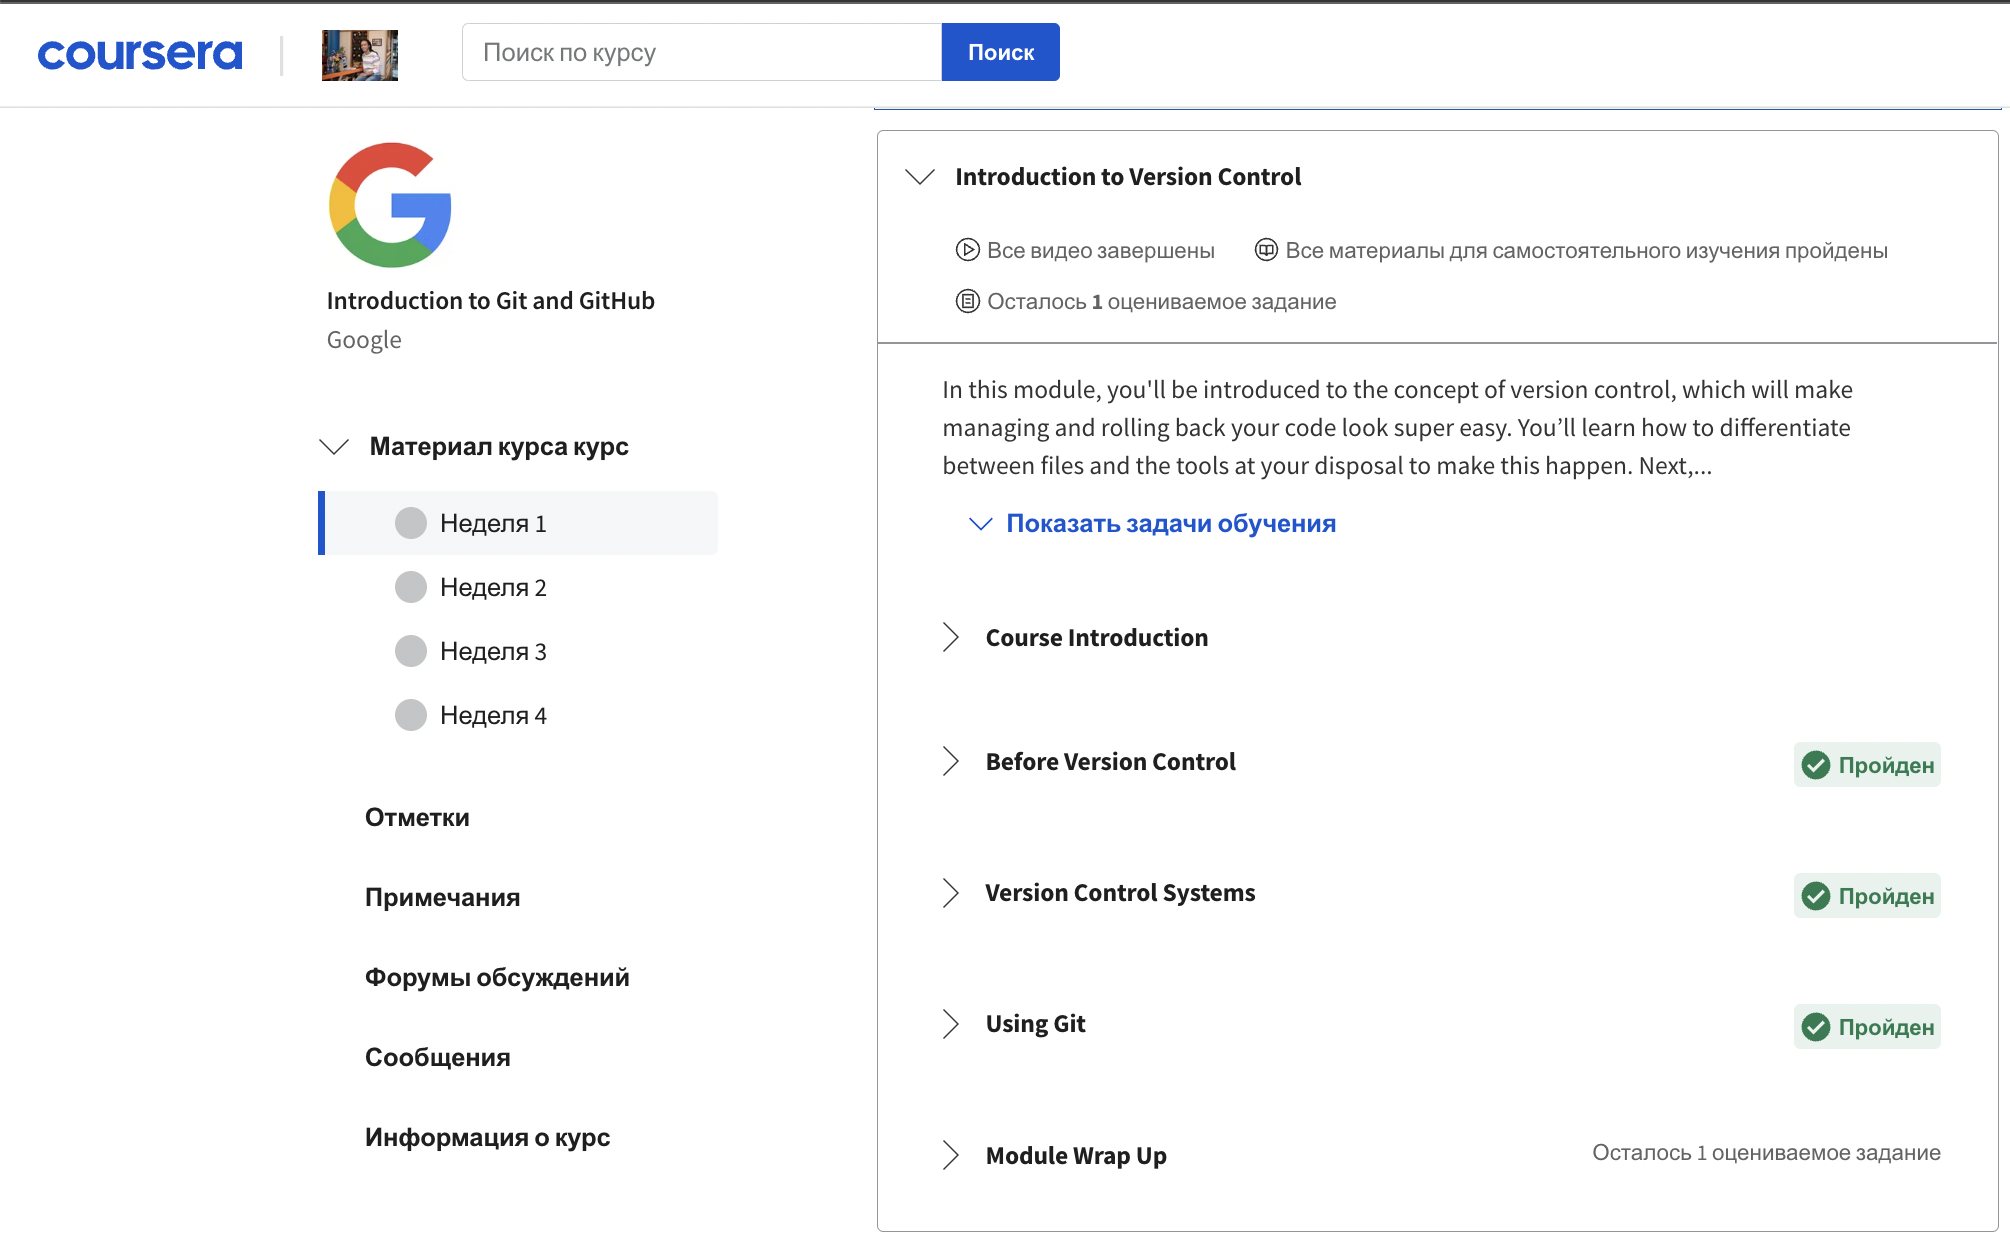 coursera
Поиск по курсу
Поиск
Introduction to Git and GitHub
Google
Материал курса курс
Неделя 1
Неделя 2
Неделя 3
Неделя 4
Отметки
Примечания
Форумы обсуждений
Сообщения
Информация о курс
Introduction to Version Control
Все видео завершены
Все материалы для самостоятельного изучения пройдены
Осталось 1 оцениваемое задание
In this module, you'll be introduced to the concept of version control, which will make
managing and rolling back your code look super easy. You’ll learn how to differentiate
between files and the tools at your disposal to make this happen. Next,...
Показать задачи обучения
Course Introduction
Before Version Control
Пройден
Version Control Systems
Пройден
Using Git
Пройден
Module Wrap Up
Осталось 1 оцениваемое задание